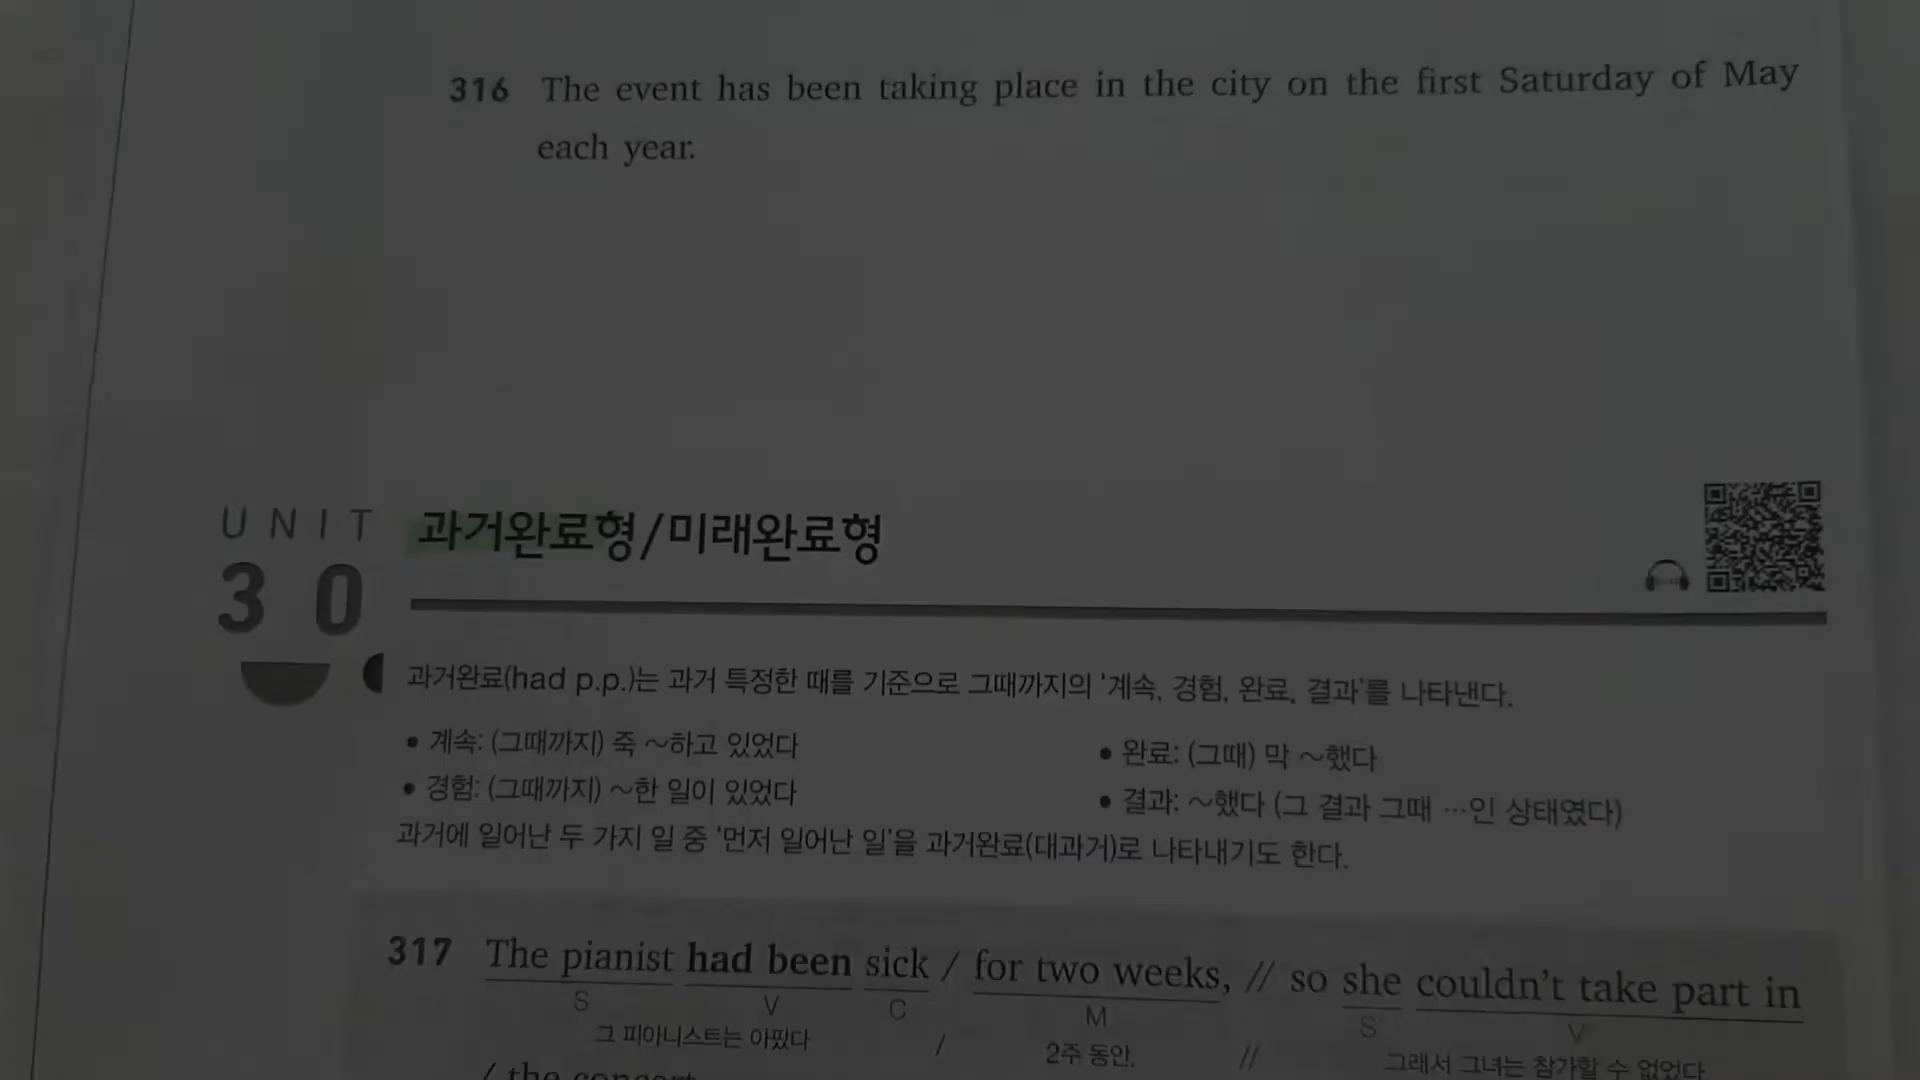 316 The event has been taking place in the city on the first Saturday of May
each year.
UNIT
30
과거완료형/미래완료형
과거완료(had p.p.)는 과거 특정한 때를 기준으로 그때까지의 '계속, 경험, 완료, 결과'를 나타낸다.
• 계속: (그때까지) 죽 ~하고 있었다
• 완료: (그때) 막 ~했다
• 경험: (그때까지) ~한 일이 있었다
• 결과: ~했다 (그 결과 그때 …인 상태였다)
과거에 일어난 두 가지 일 중 '먼저 일어난 일'을 과거완료(대과거)로 나타내기도 한다.
317 The pianist had been sick / for two weeks, // so she couldn't take part in
S V C M S' V'
그 피아니스트는 아팠다 / 2주 동안, // 그래서 그녀는 참가할 수 없었다
/ the concert.